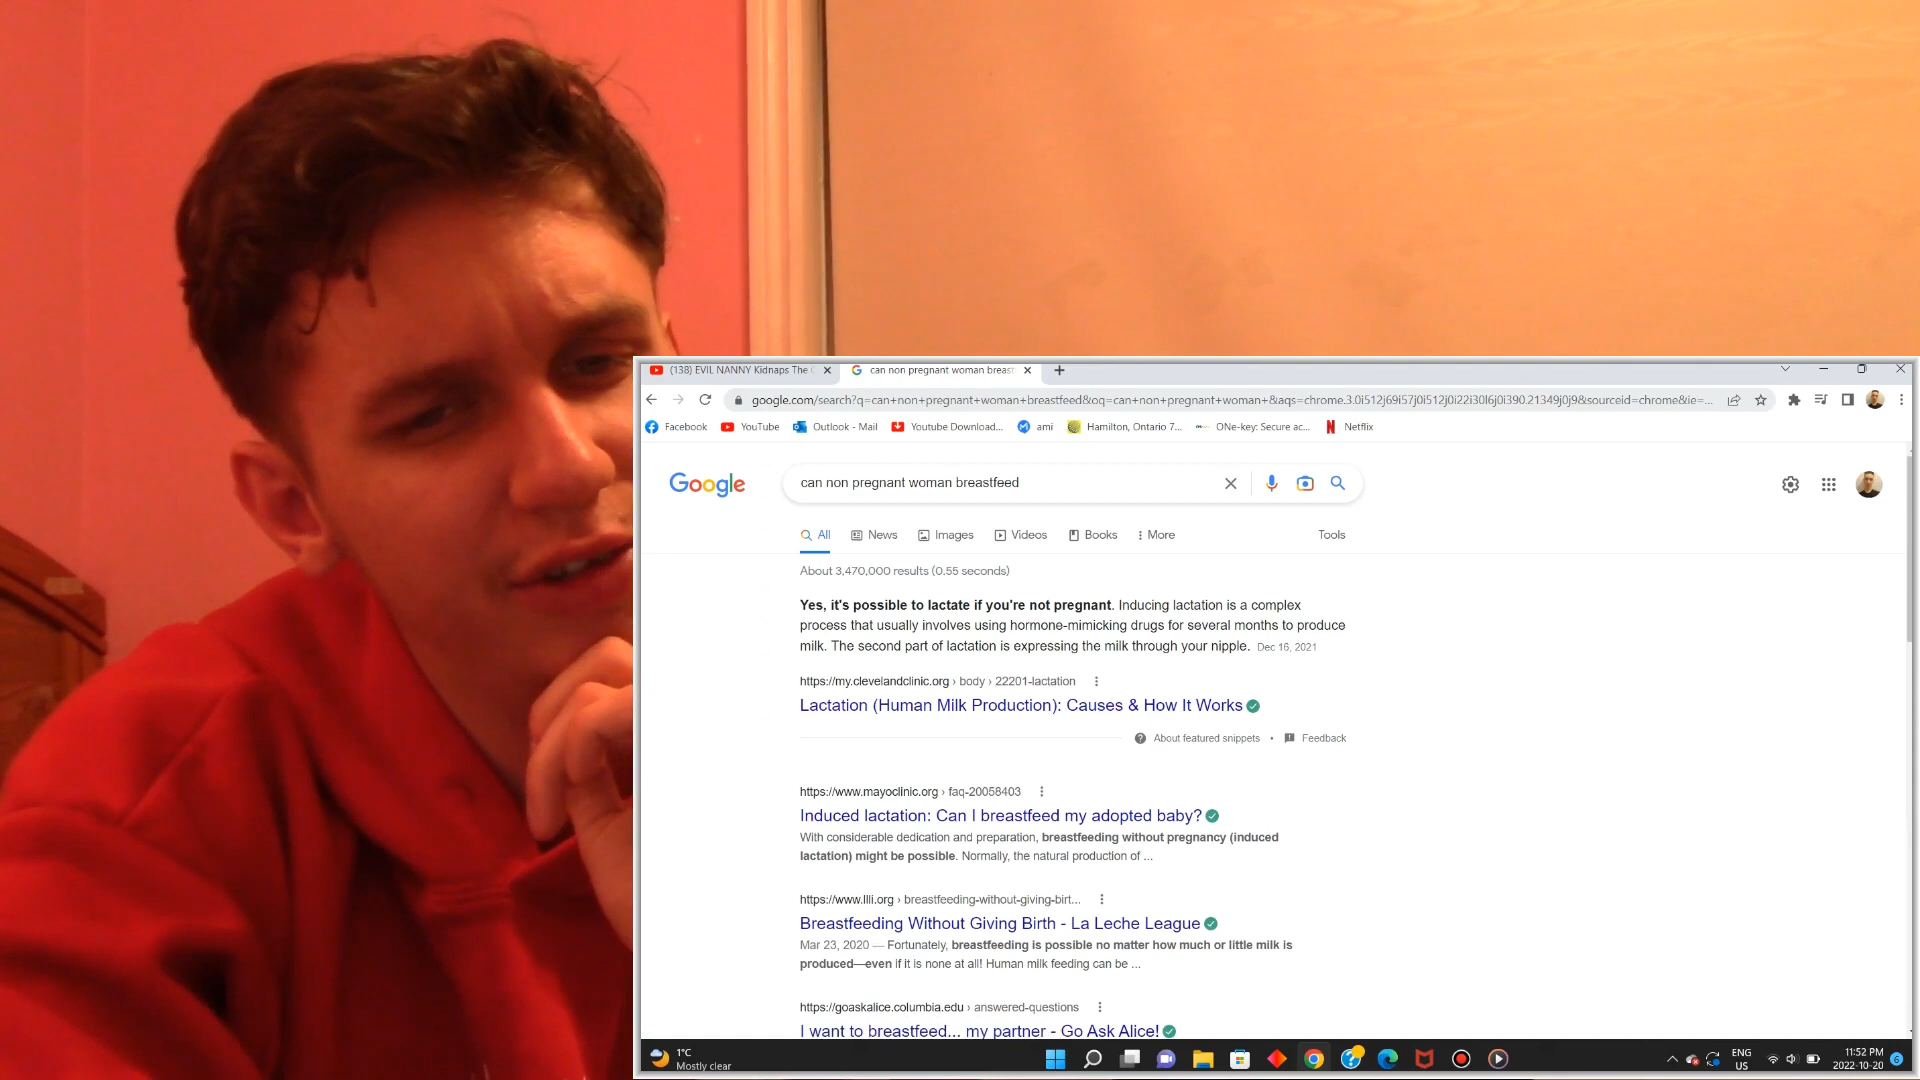 (138) EVIL NANNY Kidnaps The
can non pregnant woman breast
google.com/search?q=can+non+pregnant+woman+breastfeed&oq=can+non+pregnant+woman+&aqs=chrome.3.0i512j69i57j0i512j0i22i30l6j0i390.21349j0j9&sourceid=chrome&ie=...
Facebook YouTube Outlook - Mail Youtube Download... ami Hamilton, Ontario 7... ONe-key: Secure ac... Netflix
Google
can non pregnant woman breastfeed
All News Images Videos Books More Tools
About 3,470,000 results (0.55 seconds)
Yes, it's possible to lactate if you're not pregnant. Inducing lactation is a complex
process that usually involves using hormone-mimicking drugs for several months to produce
milk. The second part of lactation is expressing the milk through your nipple. Dec 16, 2021
https://my.clevelandclinic.org › body › 22201-lactation
Lactation (Human Milk Production): Causes & How It Works
About featured snippets • Feedback
https://www.mayoclinic.org › faq-20058403
Induced lactation: Can I breastfeed my adopted baby?
With considerable dedication and preparation, breastfeeding without pregnancy (induced
lactation) might be possible. Normally, the natural production of ...
https://www.llli.org › breastfeeding-without-giving-birt...
Breastfeeding Without Giving Birth - La Leche League
Mar 23, 2020 — Fortunately, breastfeeding is possible no matter how much or little milk is
produced—even if it is none at all! Human milk feeding can be ...
https://goaskalice.columbia.edu › answered-questions
I want to breastfeed... my partner - Go Ask Alice!
1°C
Mostly clear
ENG
US
11:52 PM
2022-10-20
6